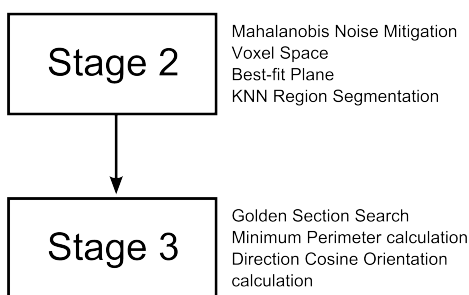 Stage 2
Mahalanobis Noise Mitigation
Voxel Space
Best-fit Plane
KNN Region Segmentation
Stage 3
Golden Section Search
Minimum Perimeter calculation
Direction Cosine Orientation
calculation